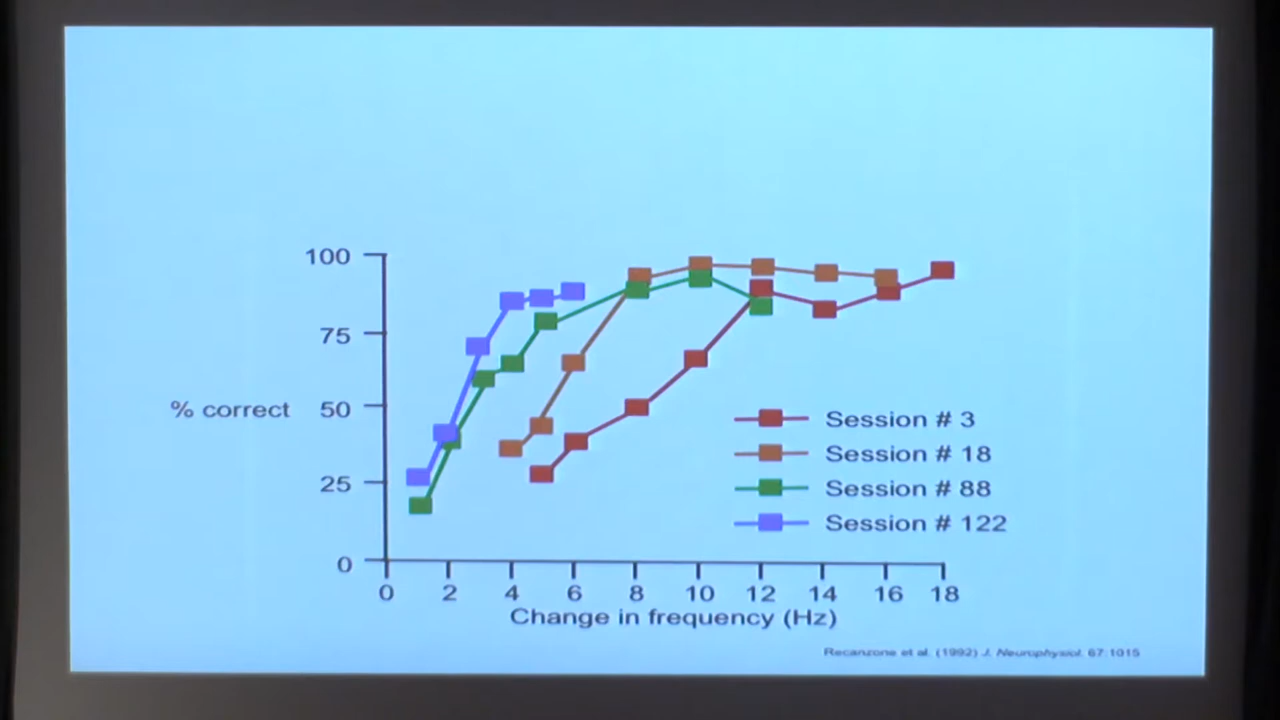 100
75
% correct 50
25
0
0 2 4 6 8 10 12 14 16 18
Change in frequency (Hz)
Session # 3
Session # 18
Session # 88
Session # 122
Recanzone et al. (1992) J. Neurophysiol. 67:1015